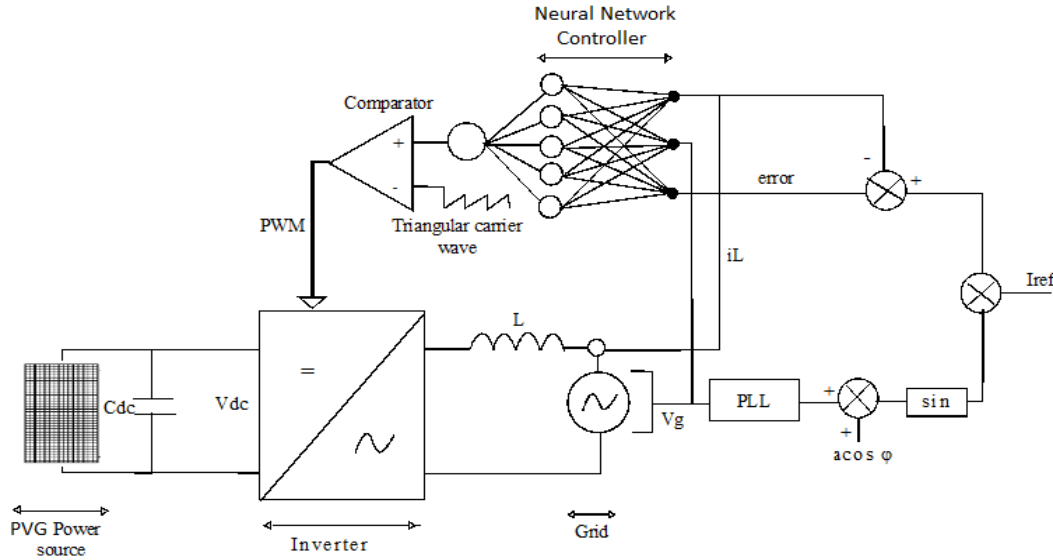 Neural Network
Controller
Comparator
+
-
Triangular carrier
wave
PWM
error
-
+
iL
Iref
L
=
Cdc
Vdc
Vg
PLL
+
+
sin
acos φ
PVG Power
source
Inverter
Grid